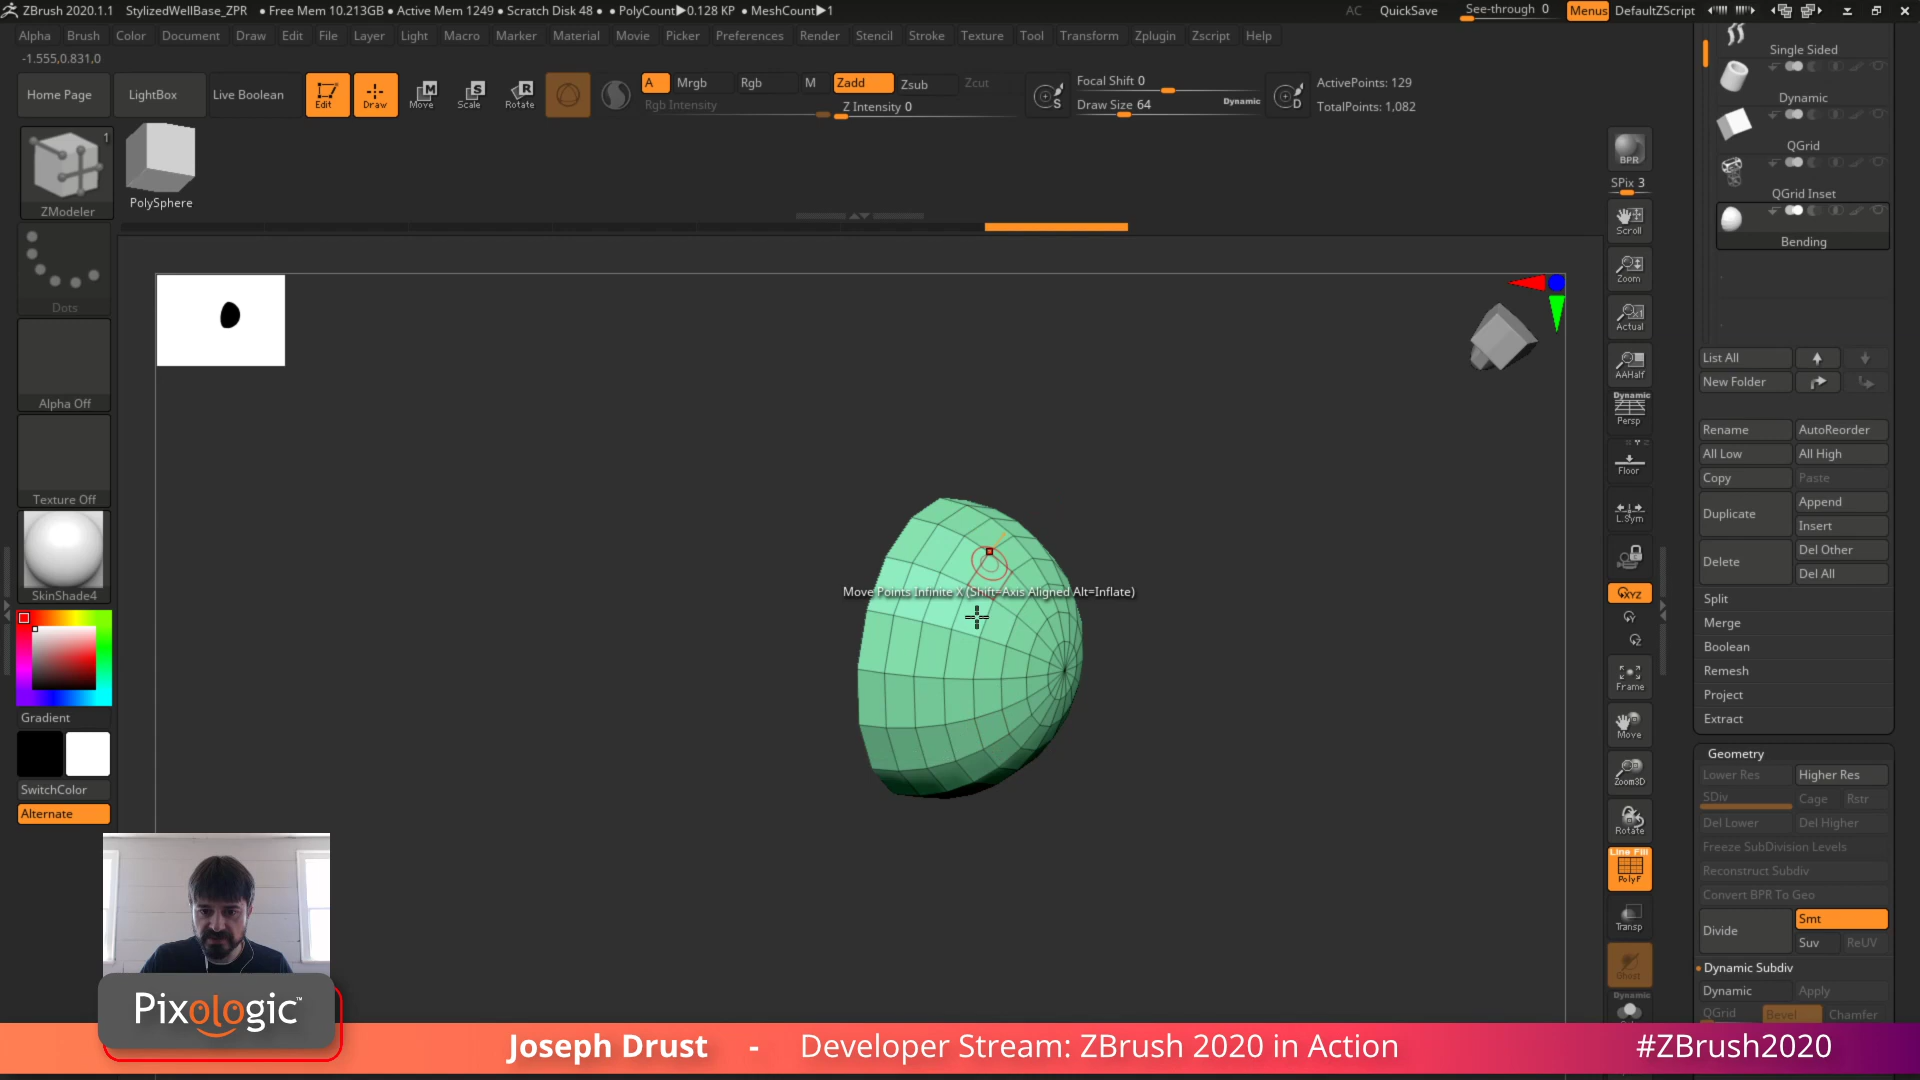 ZBrush 2020.1.1 StylizedWellBase_ZPR • Free Mem 10.213GB • Active Mem 1249 • Scratch Disk 48 • • PolyCount▶0.128 KP • MeshCount▶1 AC QuickSave See-through 0 Menus DefaultZScript
Alpha Brush Color Document Draw Edit File Layer Light Macro Marker Material Movie Picker Preferences Render Stencil Stroke Texture Tool Transform Zplugin Zscript Help
-1.555,0.831,0
Home Page LightBox Live Boolean Edit Draw Move Scale Rotate
A Mrgb Rgb M Zadd Zsub Zcut
Rgb Intensity Z Intensity 0
Focal Shift 0
Draw Size 64 Dynamic
ActivePoints: 129
TotalPoints: 1,082
S
D
1
ZModeler
PolySphere
Dots
Alpha Off
Texture Off
SkinShade4
Gradient
SwitchColor
Alternate
Move Points Infinite X (Shift=Axis Aligned Alt=Inflate)
BPR
SPix 3
Scroll
Zoom
Actual
AAHalf
Dynamic
Persp
Floor
L.Sym
XYZ
Frame
Move
Zoom3D
Rotate
Line Fill
PolyF
Transp
Ghost
Dynamic
Single Sided
Dynamic
QGrid
QGrid Inset
Bending
List All
New Folder
Rename AutoReorder
All Low All High
Copy Paste
Duplicate Append
Insert
Delete Del Other
Del All
Split
Merge
Boolean
Remesh
Project
Extract
Geometry
Lower Res Higher Res
SDiv Cage Rstr
Del Lower Del Higher
Freeze SubDivision Levels
Reconstruct Subdiv
Convert BPR To Geo
Divide Smt
Suv ReUV
Dynamic Subdiv
Dynamic Apply
QGrid Bevel Chamfer
Pixologic™
Joseph Drust - Developer Stream: ZBrush 2020 in Action #ZBrush2020